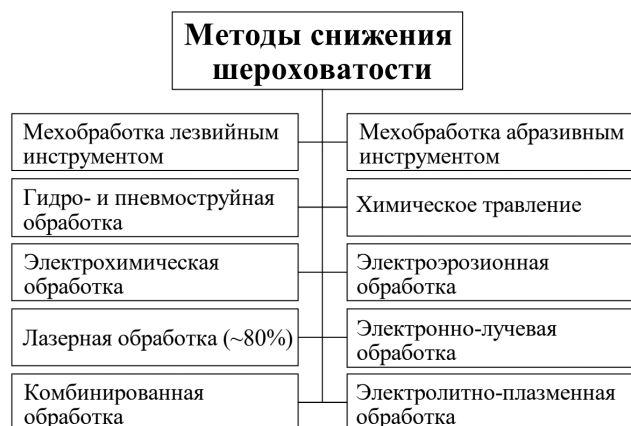 Методы снижения
шероховатости
Мехобработка лезвийным
инструментом
Мехобработка абразивным
инструментом
Гидро- и пневмоструйная
обработка
Химическое травление
Электрохимическая
обработка
Электроэрозионная
обработка
Лазерная обработка (~80%)
Электронно-лучевая
обработка
Комбинированная
обработка
Электролитно-плазменная
обработка